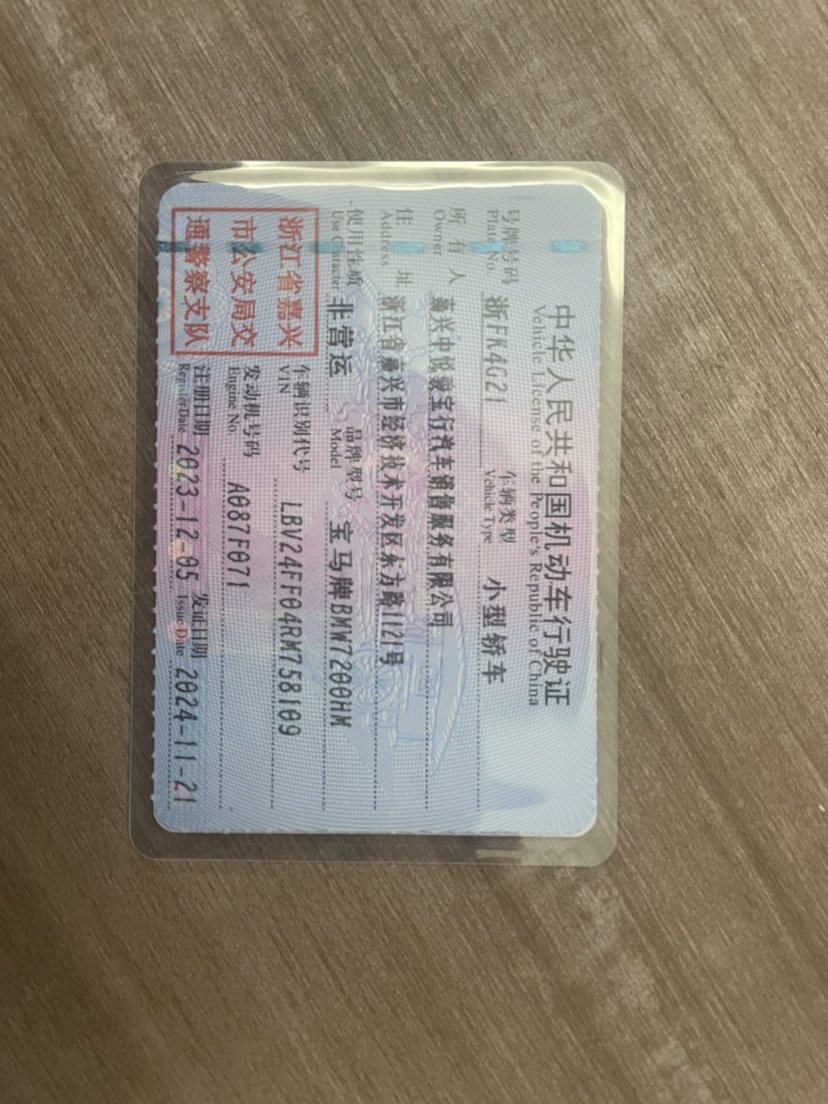 中华人民共和国机动车行驶证
Vehicle License of the People's Republic of China
号牌号码 浙FK4G21 车辆类型 小型轿车
Plate No. Vehicle Type
所有人 嘉兴中悦骏宝行汽车销售服务有限公司
Owner
住址 浙江省嘉兴市经济技术开发区东方路1121号
Address
使用性质 非营运 品牌型号 宝马牌BMW7200HM
Use Character Model
浙江省嘉兴
市公安局交
通警察支队
车辆识别代号 LBV24FF04RM758109
VIN
发动机号码 A087F071
Engine No.
注册日期 2023-12-05 发证日期 2024-11-21
Register Date Issue Date